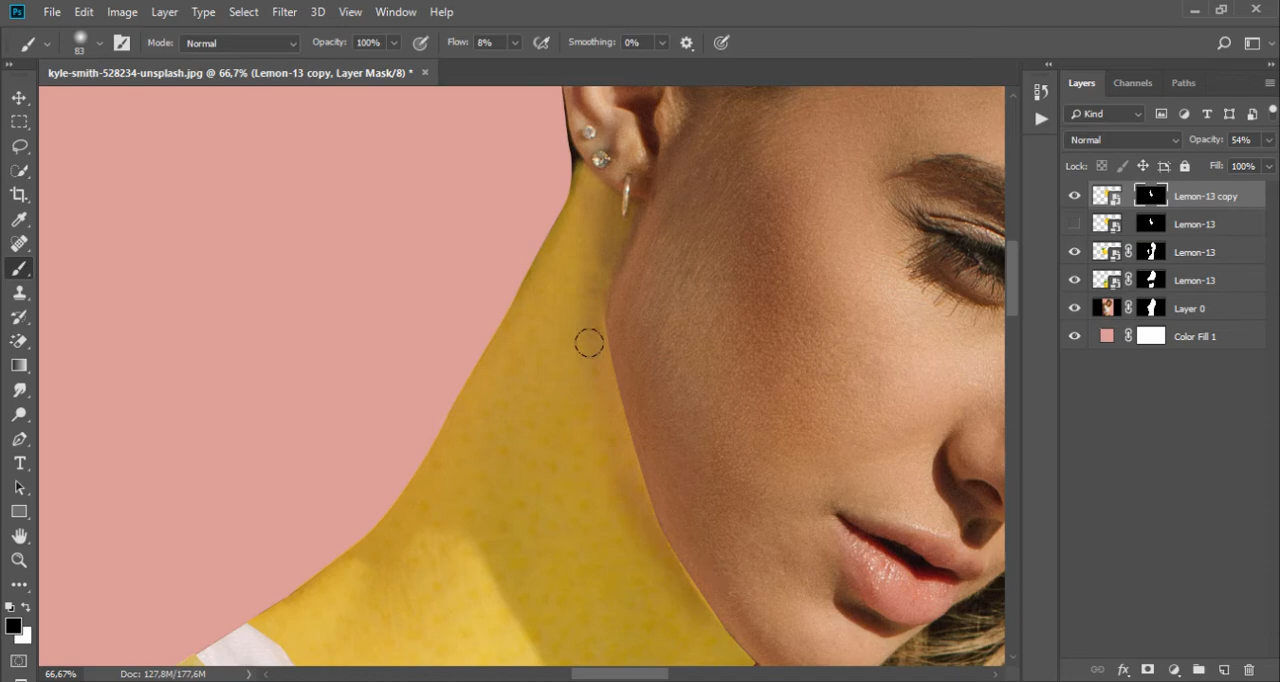 Ps File Edit Image Layer Type Select Filter 3D View Window Help
83 Mode: Normal Opacity: 100% Flow: 8% Smoothing: 0%
kyle-smith-528234-unsplash.jpg @ 66,7% (Lemon-13 copy, Layer Mask/8) *
Layers Channels Paths
Kind
Normal Opacity: 54%
Lock: Fill: 100%
Lemon-13 copy
Lemon-13
Lemon-13
Lemon-13
Layer 0
Color Fill 1
66,67% Doc: 127,8M/177,6M